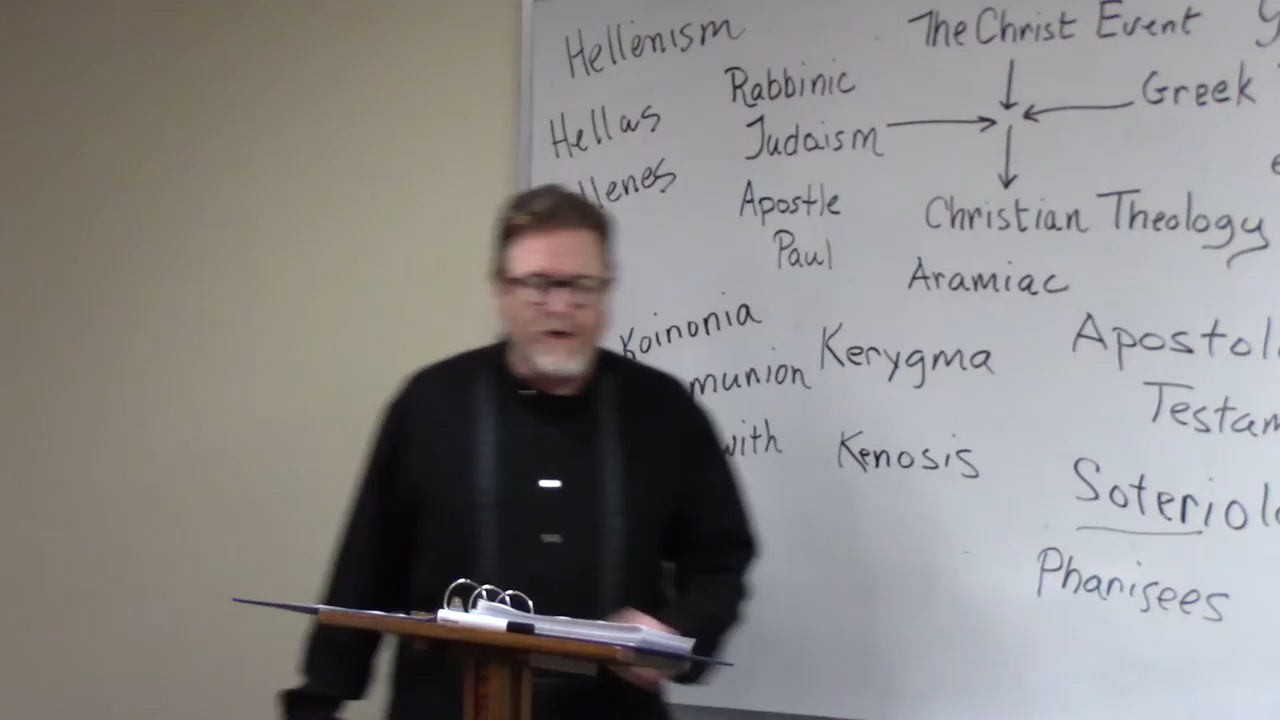 Hellenism
Hellas
llenes
Rabbinic
Judaism
Apostle
Paul
The Christ Event
Greek
Christian Theology
Aramiac
Koinonia
munion
with
Kerygma
Kenosis
Apostol
Testam
Soteriol
Pharisees